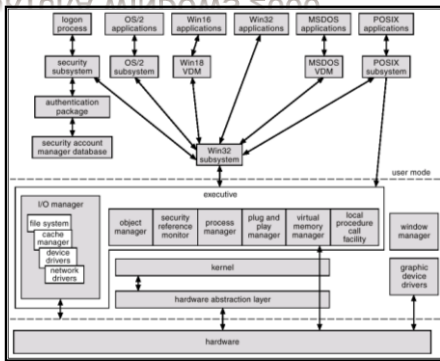 logon process
OS/2 applications
Win16 applications
Win32 applications
MSDOS applications
POSIX applications
security subsystem
OS/2 subsystem
Win18 VDM
MSDOS VDM
POSIX subsystem
authentication package
security account manager database
Win32 subsystem
user mode
executive
I/O manager
file system
cache manager
device drivers
network drivers
object manager
security reference monitor
process manager
plug and play manager
virtual memory manager
local procedure call facility
window manager
kernel
graphic device drivers
hardware abstraction layer
hardware